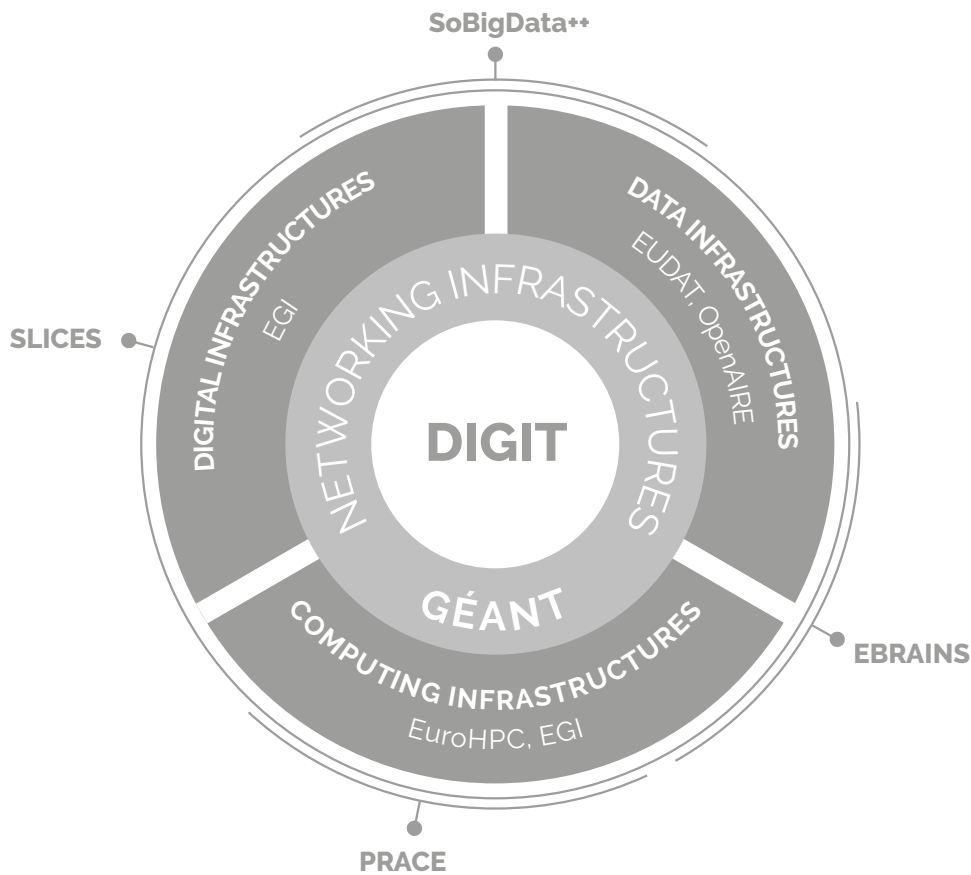 SoBigData++
DIGITAL INFRASTRUCTURES
EGI
DATA INFRASTRUCTURES
EUDAT, OpenAIRE
SLICES
NETWORKING INFRASTRUCTURES
DIGIT
GÉANT
COMPUTING INFRASTRUCTURES
EuroHPC, EGI
EBRAINS
PRACE